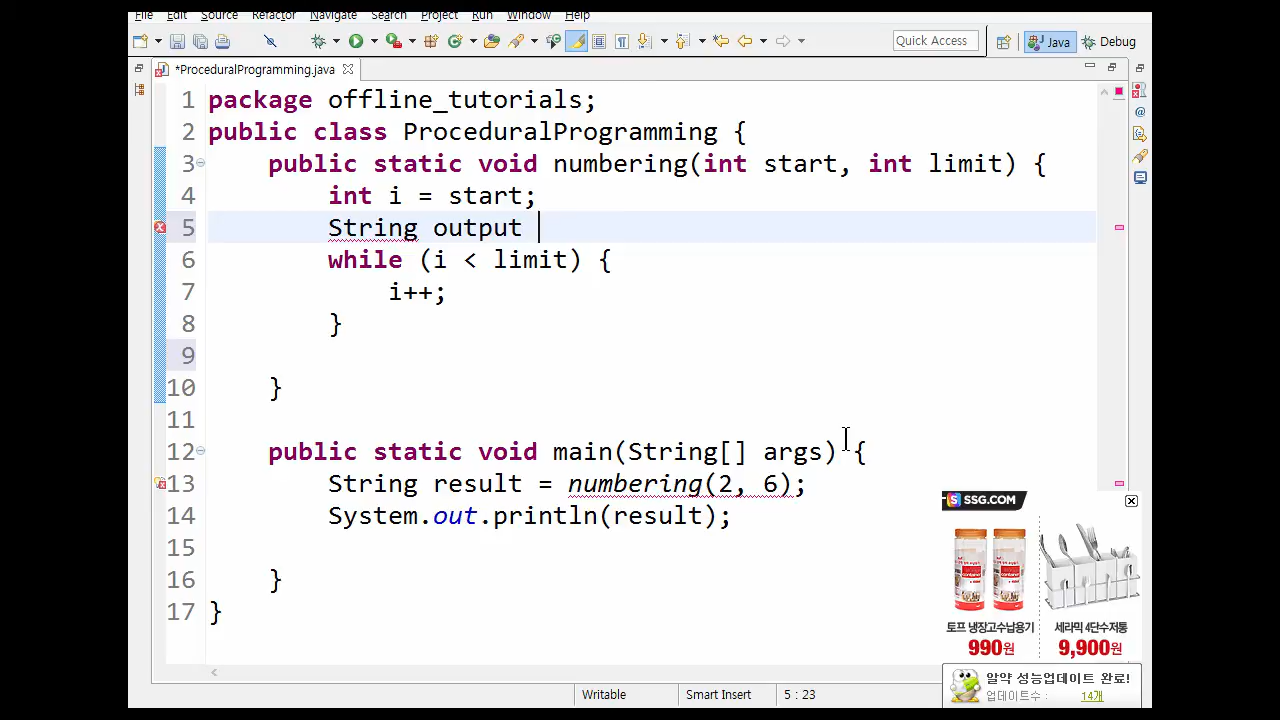 File Edit Source Refactor Navigate Search Project Run Window Help
Quick Access
Java
Debug
*ProceduralProgramming.java
1 package offline_tutorials;
2 public class ProceduralProgramming {
3 public static void numbering(int start, int limit) {
4 int i = start;
5 String output
6 while (i < limit) {
7 i++;
8 }
9
10 }
11
12 public static void main(String[] args) {
13 String result = numbering(2, 6);
14 System.out.println(result);
15
16 }
17 }
SSG.COM
토프 냉장고수납용기
990원
세라믹 4단수저통
9,900원
알약 성능업데이트 완료!
업데이트수 : 14개
Writable
Smart Insert
5 : 23